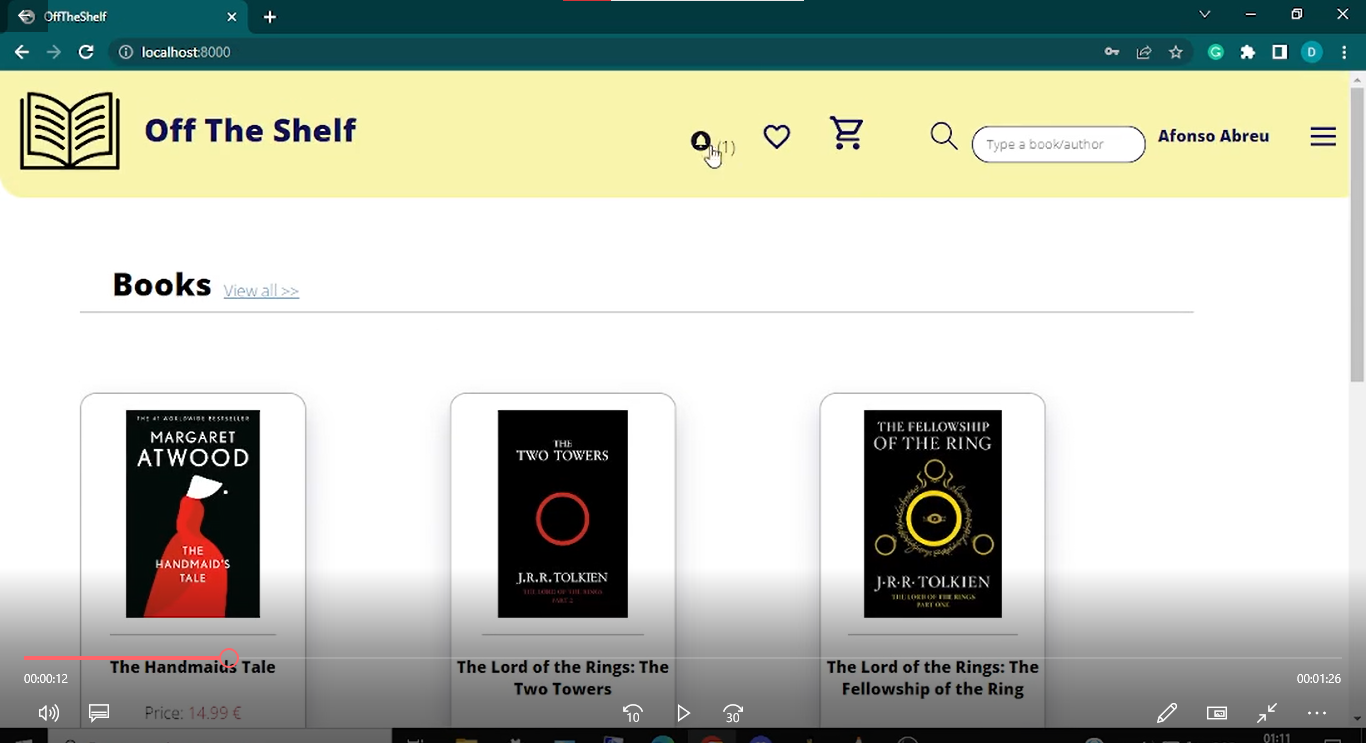 OffTheShelf
localhost:8000
D
Off The Shelf
(1)
Type a book/author
Afonso Abreu
Books View all >>
THE #1 WORLDWIDE BESTSELLER
MARGARET
ATWOOD
THE
HANDMAID'S
TALE
The Handmaids Tale
Price: 14.99 €
THE
TWO TOWERS
J.R.R. TOLKIEN
THE LORD OF THE RINGS
PART 2
The Lord of the Rings: The
Two Towers
THE FELLOWSHIP
OF THE RING
J·R·R·TOLKIEN
THE LORD OF THE RINGS
PART ONE
The Lord of the Rings: The
Fellowship of the Ring
00:00:12
00:01:26
10
30
01:11